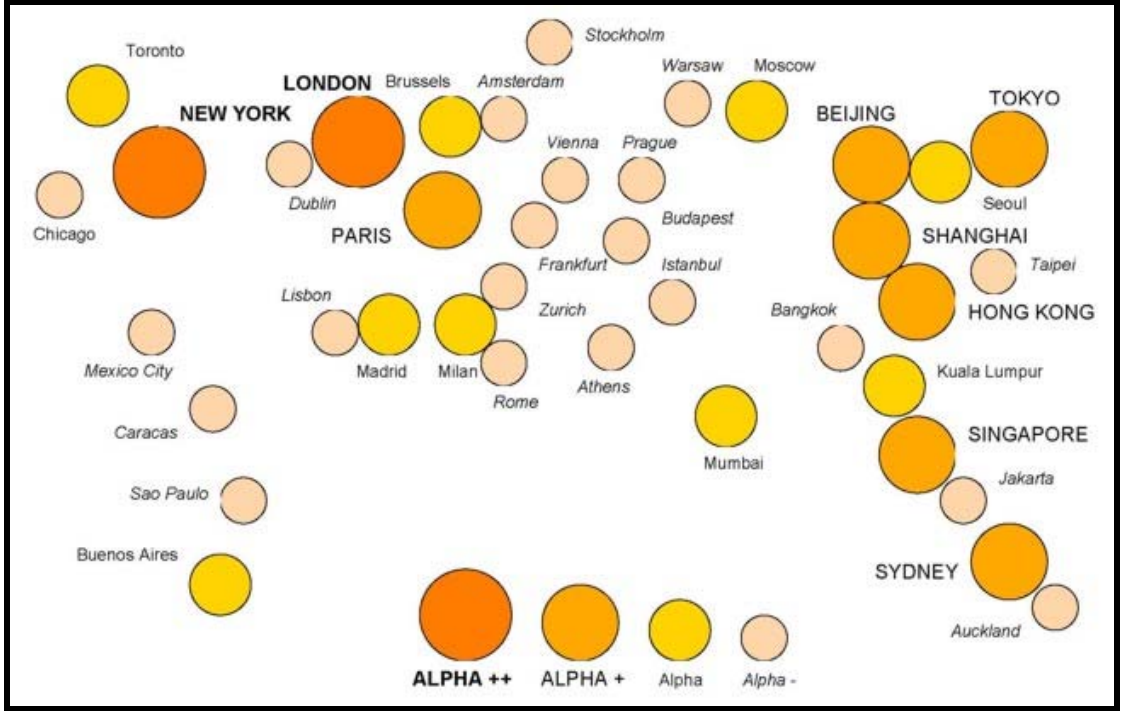 Stockholm
Toronto
Warsaw
Moscow
LONDON
Brussels
Amsterdam
TOKYO
NEW YORK
BEIJING
Vienna
Prague
Dublin
Seoul
Budapest
Chicago
PARIS
SHANGHAI
Frankfurt
Istanbul
Taipei
Lisbon
Zurich
Bangkok
HONG KONG
Mexico City
Madrid
Milan
Kuala Lumpur
Athens
Rome
Caracas
SINGAPORE
Mumbai
Jakarta
Sao Paulo
Buenos Aires
SYDNEY
Auckland
ALPHA ++
ALPHA +
Alpha
Alpha -